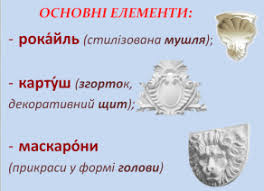 ОСНОВНІ ЕЛЕМЕНТИ:
- рока́йль (стилізована мушля);
- карту́ш (згорток,
декоративний щит);
- маскаро́ни
(прикраси у формі голови)